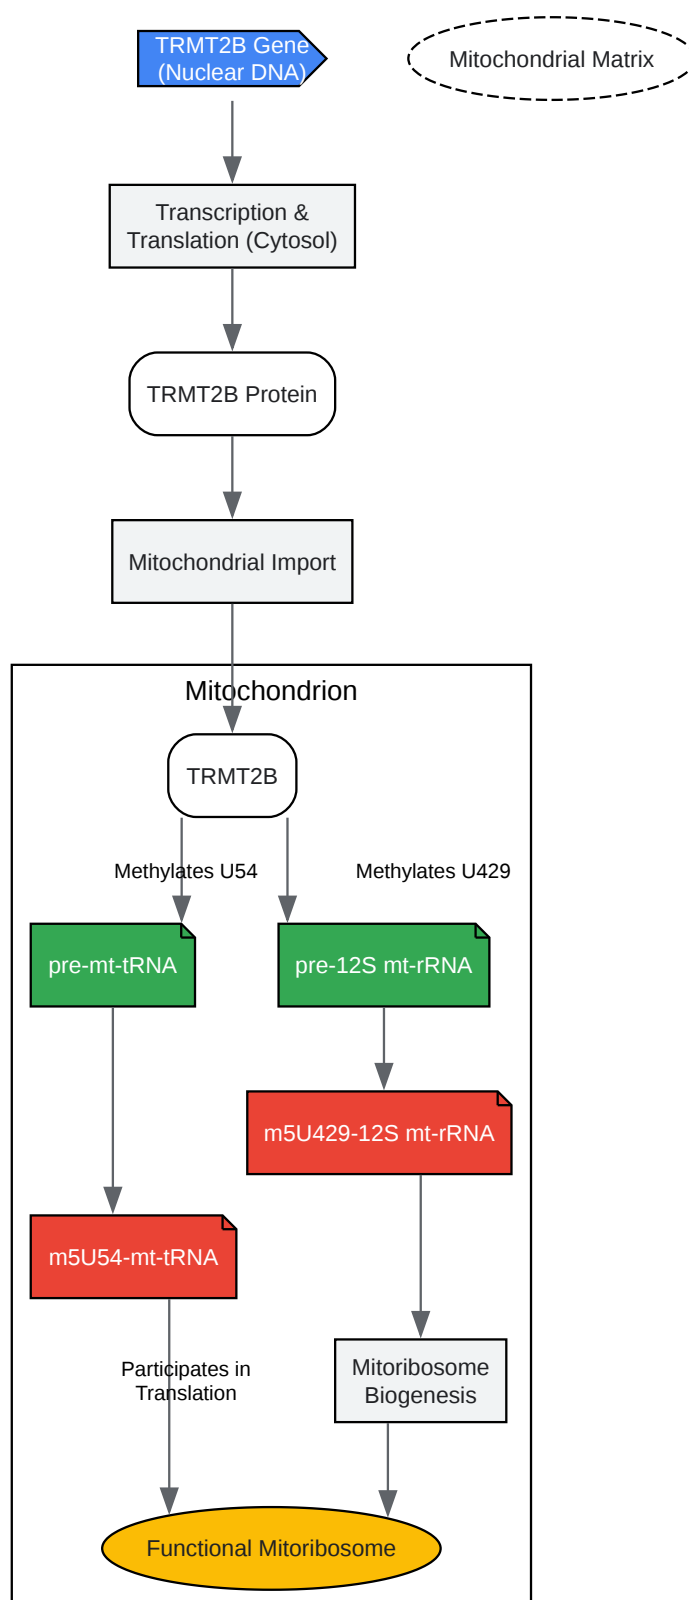 TRMT2B Gene
(Nuclear DNA)
Mitochondrial Matrix
Transcription &
Translation (Cytosol)
TRMT2B Protein
Mitochondrial Import
Mitochondrion
TRMT2B
Methylates U54
Methylates U429
pre-mt-tRNA
pre-12S mt-rRNA
m5U429-12S mt-rRNA
m5U54-mt-tRNA
Participates in
Translation
Mitoribosome
Biogenesis
Functional Mitoribosome